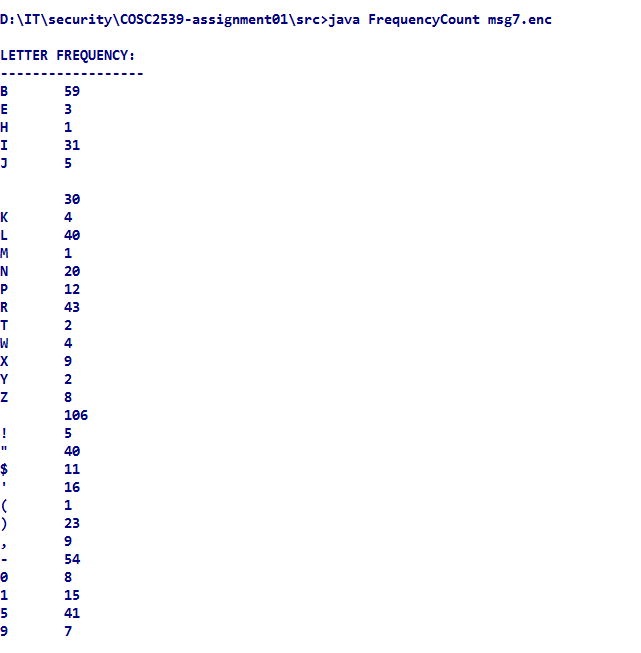 D:\IT\security\COSC2539-assignment01\src>java FrequencyCount msg7.enc
LETTER FREQUENCY:
------------------
B 59
E 3
H 1
I 31
J 5
30
K 4
L 40
M 1
N 20
P 12
R 43
T 2
W 4
X 9
Y 2
Z 8
106
! 5
" 40
$ 11
' 16
( 1
) 23
, 9
- 54
0 8
1 15
5 41
9 7